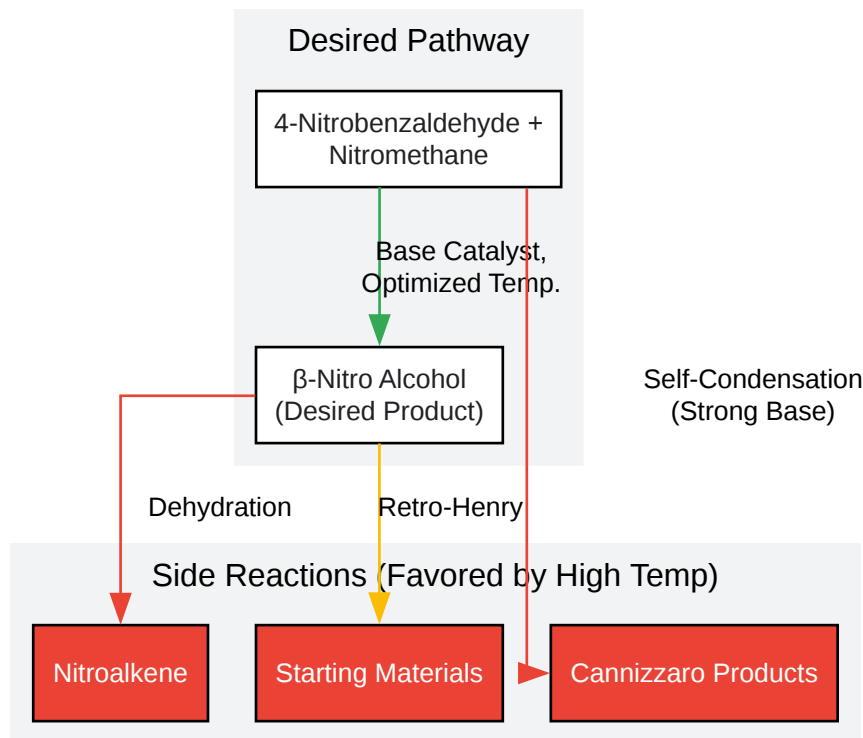 Desired Pathway
4-Nitrobenzaldehyde +
Nitromethane
Base Catalyst,
Optimized Temp.
β-Nitro Alcohol
(Desired Product)
Self-Condensation
(Strong Base)
Dehydration
Retro-Henry
Side Reactions (Favored by High Temp)
Nitroalkene
Starting Materials
Cannizzaro Products